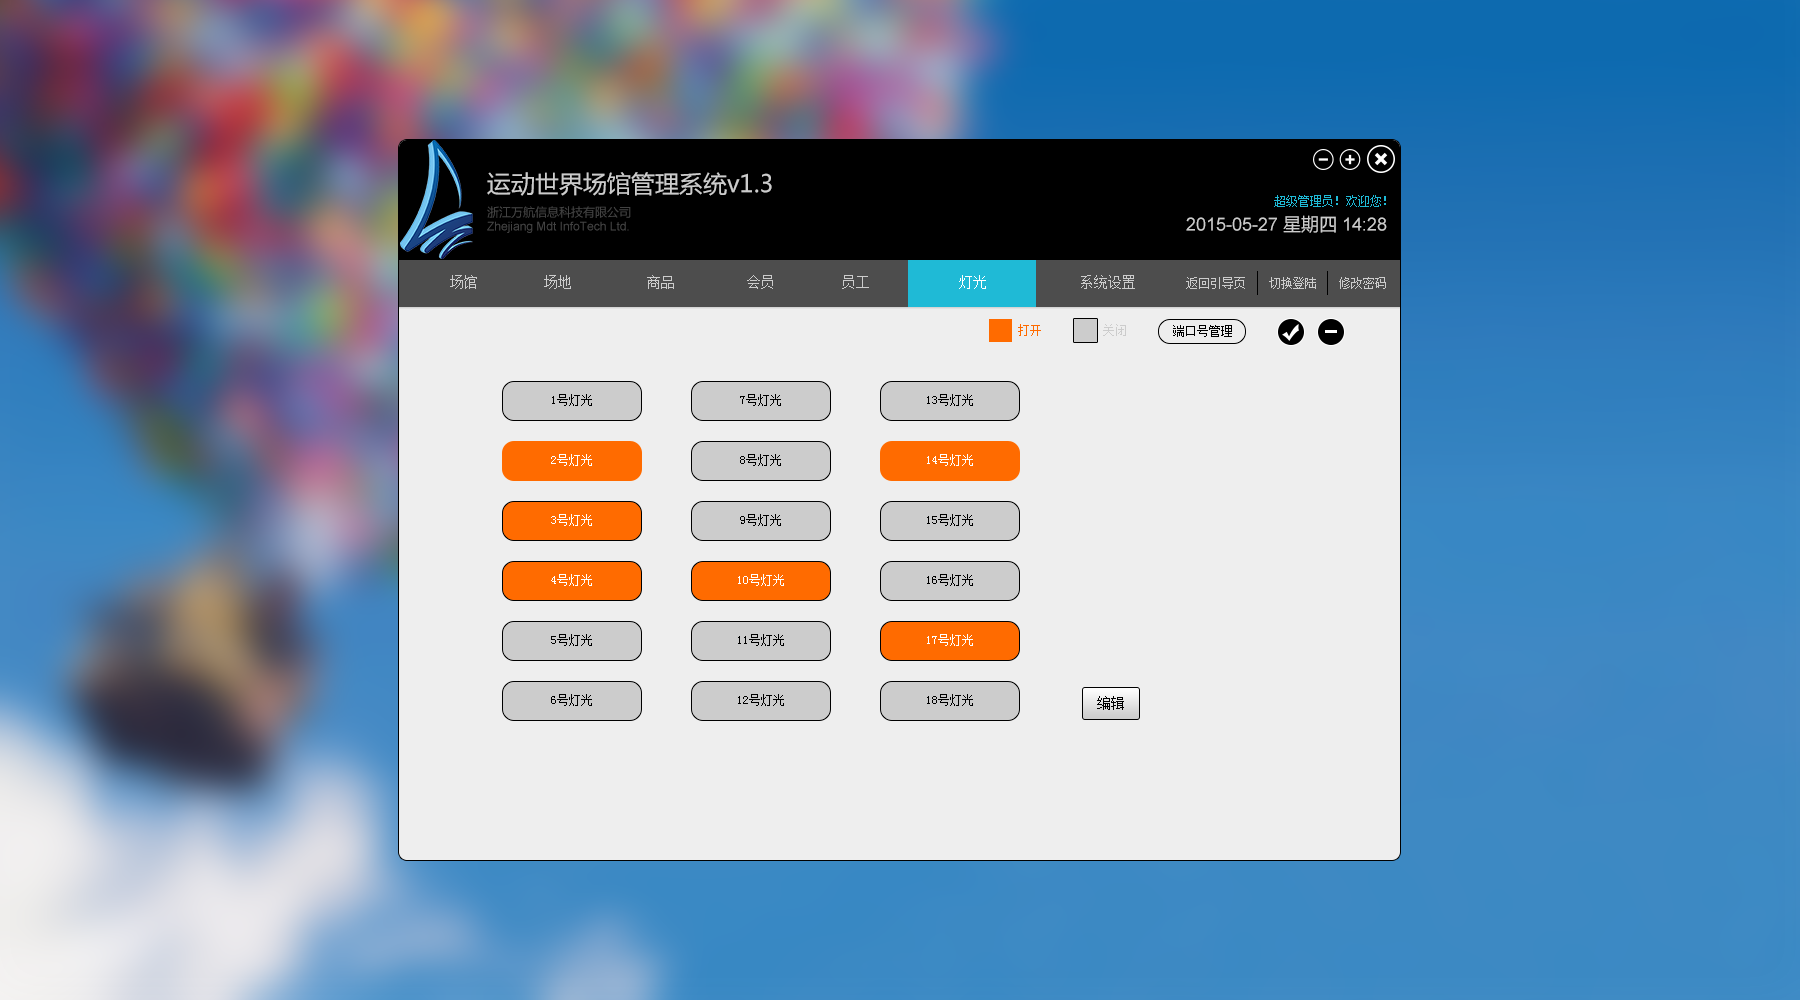 运动世界场馆管理系统v1.3
浙江万航信息科技有限公司
Zhejiang Mdt InfoTech Ltd.
超级管理员！欢迎您！
2015-05-27 星期四 14:28
场馆 场地 商品 会员 员工 灯光 系统设置 返回引导页 切换登陆 修改密码
打开 关闭 端口号管理
1号灯光 7号灯光 13号灯光
2号灯光 8号灯光 14号灯光
3号灯光 9号灯光 15号灯光
4号灯光 10号灯光 16号灯光
5号灯光 11号灯光 17号灯光
6号灯光 12号灯光 18号灯光 编辑